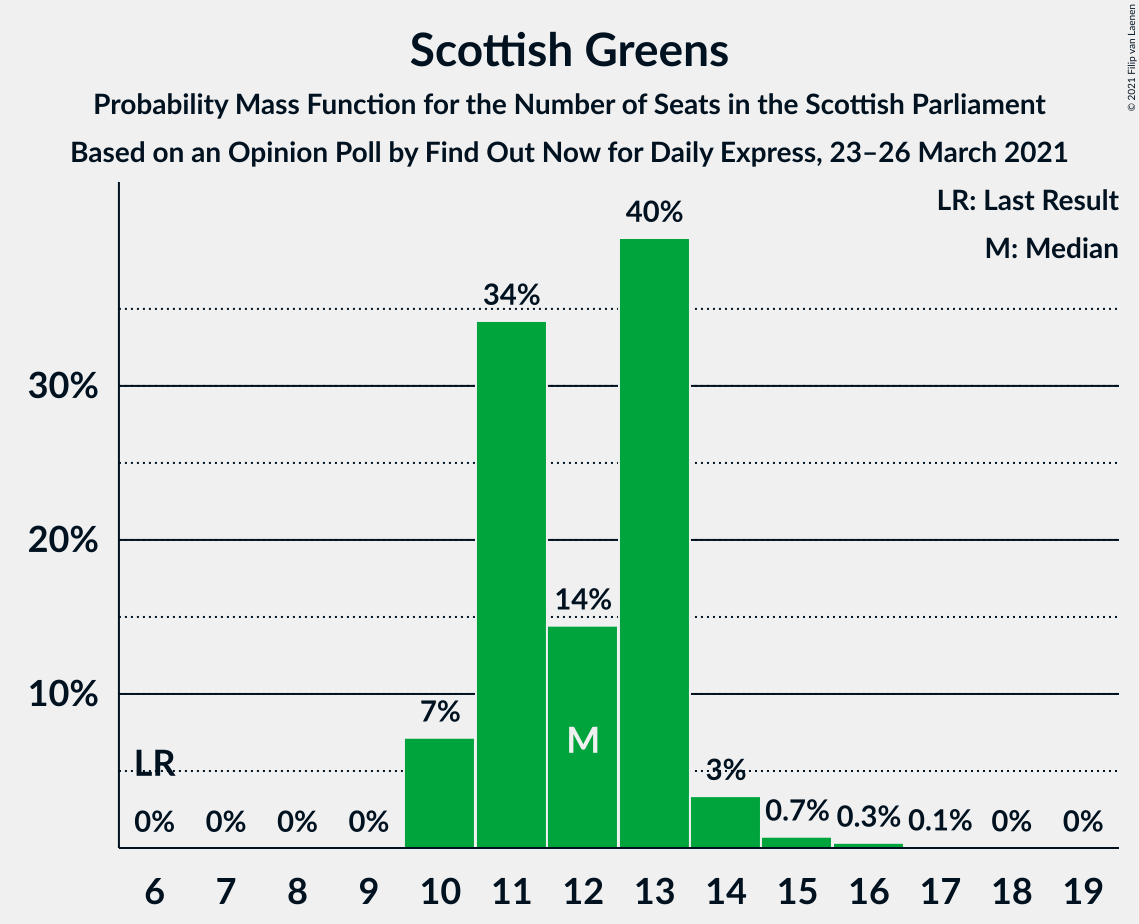 Scottish Greens
Probability Mass Function for the Number of Seats in the Scottish Parliament
Based on an Opinion Poll by Find Out Now for Daily Express, 23–26 March 2021
© 2021 Filip van Laenen
LR: Last Result
M: Median
40%
34%
30%
20%
14%
10%
7%
M
LR
3%
0% 0% 0% 0% 0.7% 0.3% 0.1% 0% 0%
6 7 8 9 10 11 12 13 14 15 16 17 18 19